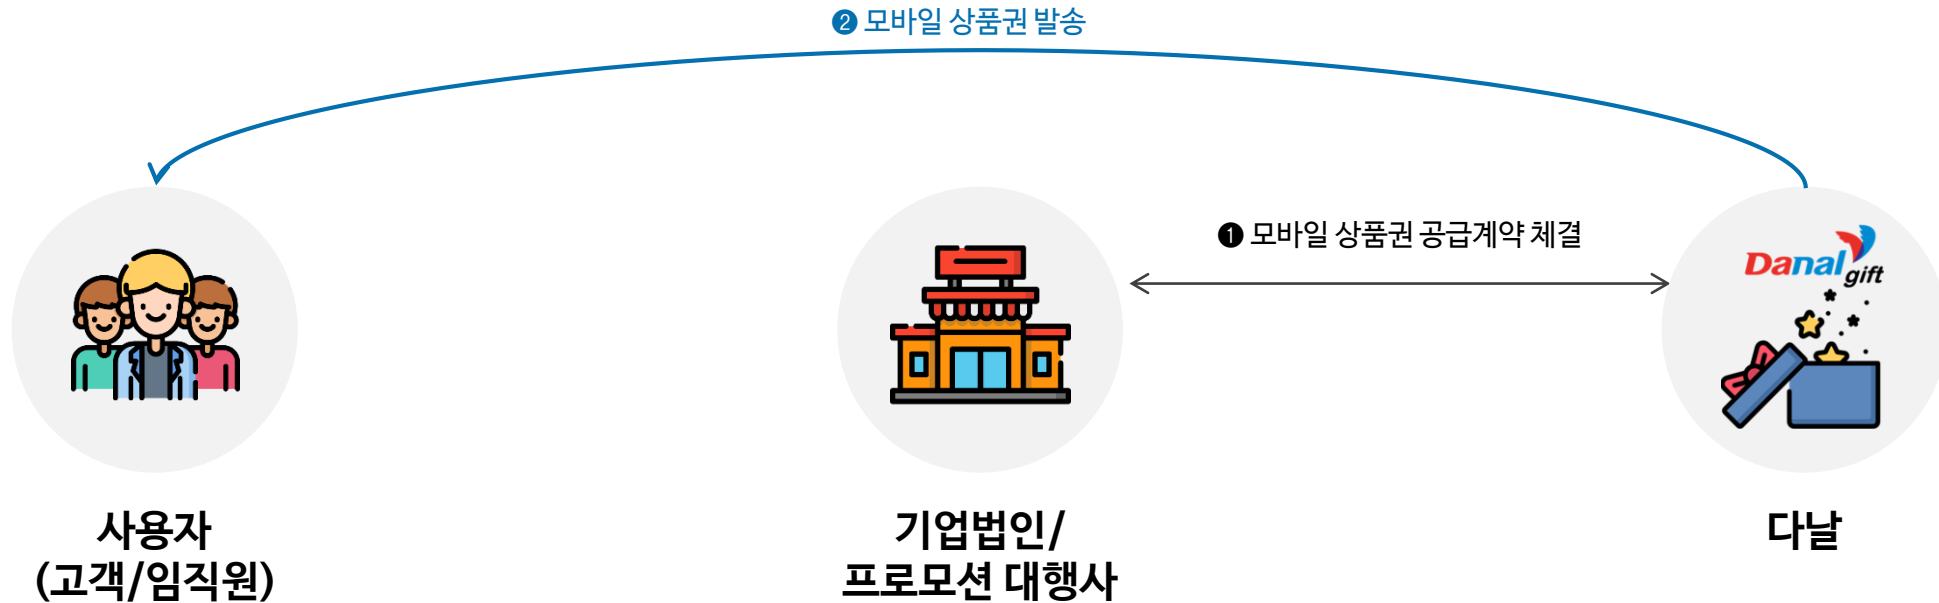 ❷ 모바일 상품권 발송
❶ 모바일 상품권 공급계약 체결
Danal
gift
사용자
(고객/임직원)
기업법인/
프로모션 대행사
다날